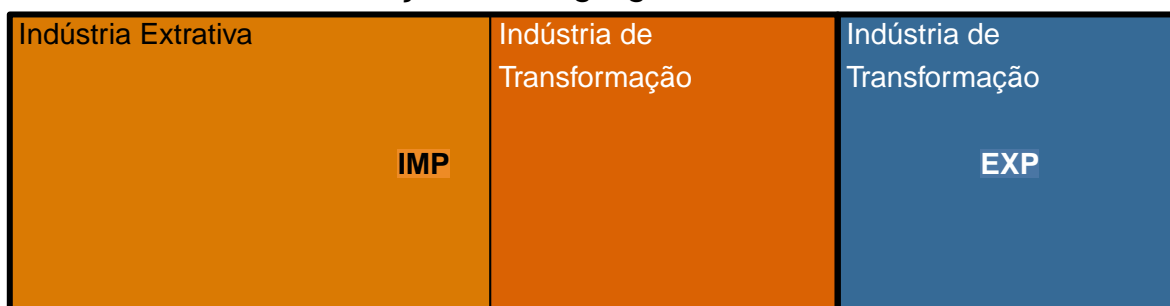 Indústria Extrativa
Indústria de
Transformação
Indústria de
Transformação
IMP
EXP